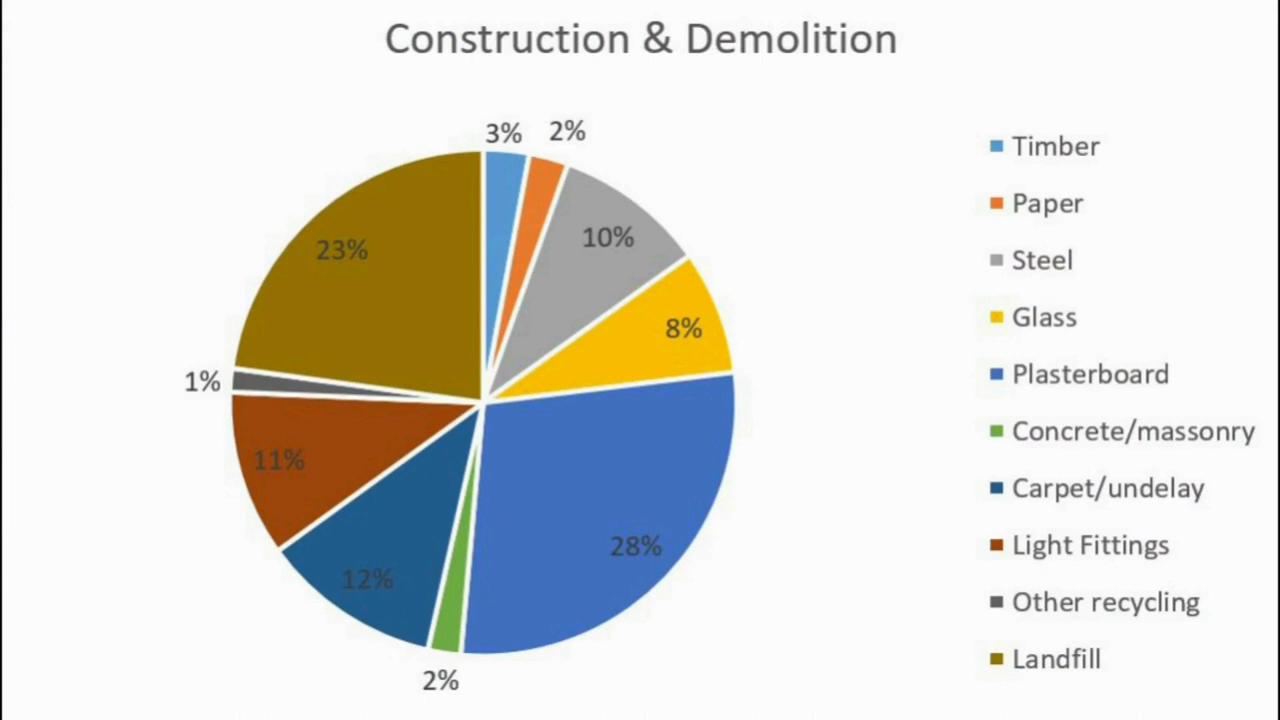 Construction & Demolition
3%
2%
10%
8%
28%
2%
12%
11%
1%
23%
Timber
Paper
Steel
Glass
Plasterboard
Concrete/massonry
Carpet/undelay
Light Fittings
Other recycling
Landfill